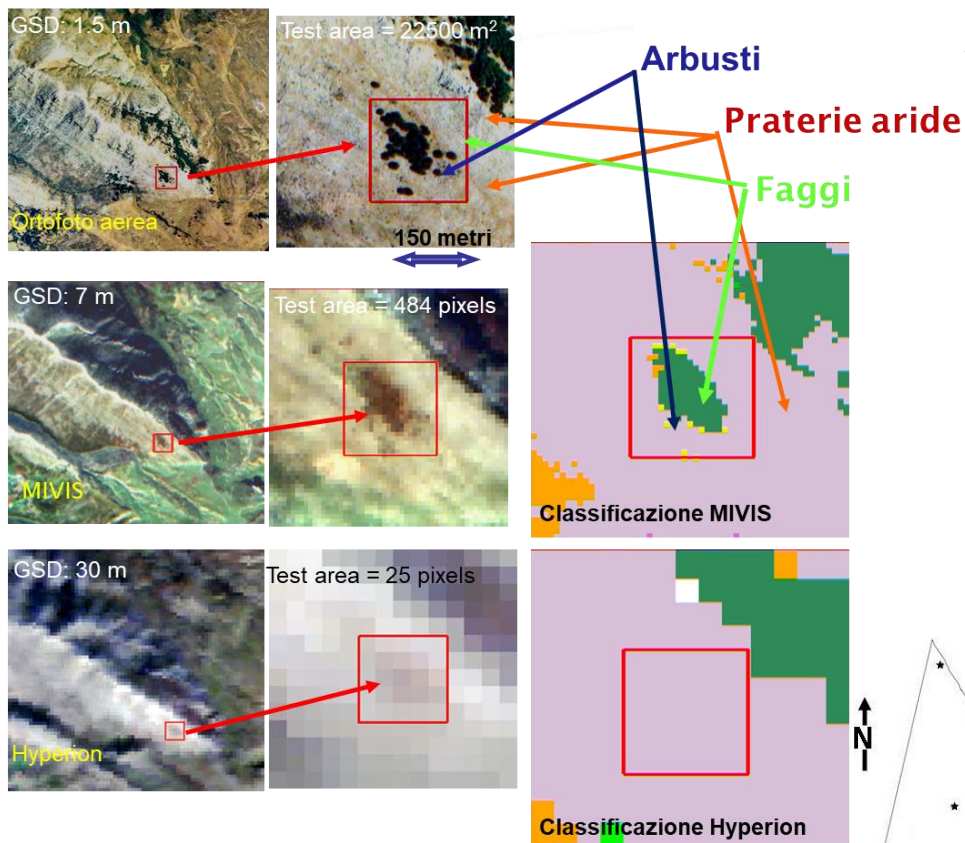 GSD: 1.5 m
Test area = 22500 m²
Arbusti
Praterie aride
Faggi
Ortofoto aerea
150 metri
GSD: 7 m
Test area = 484 pixels
MIVIS
Classificazione MIVIS
GSD: 30 m
Test area = 25 pixels
Hyperion
N
Classificazione Hyperion